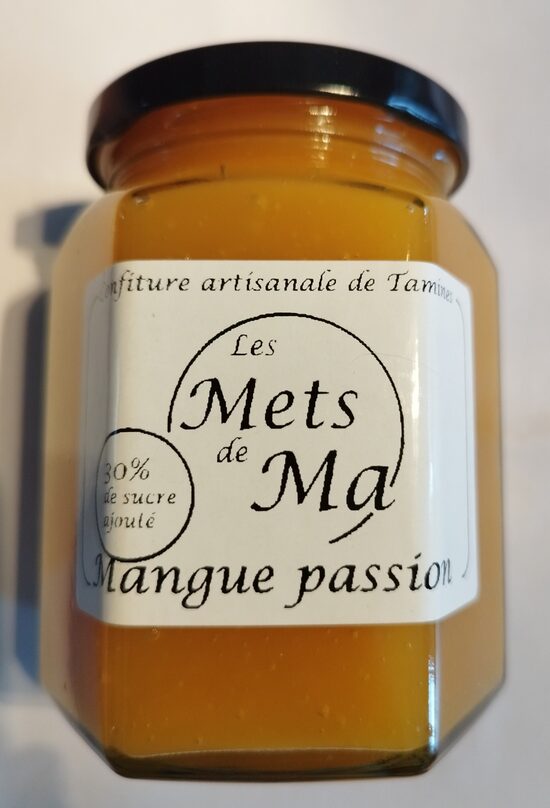 Confiture artisanale de Tamines
Les
Mets
de
Ma
30%
de sucre
ajouté
Mangue passion